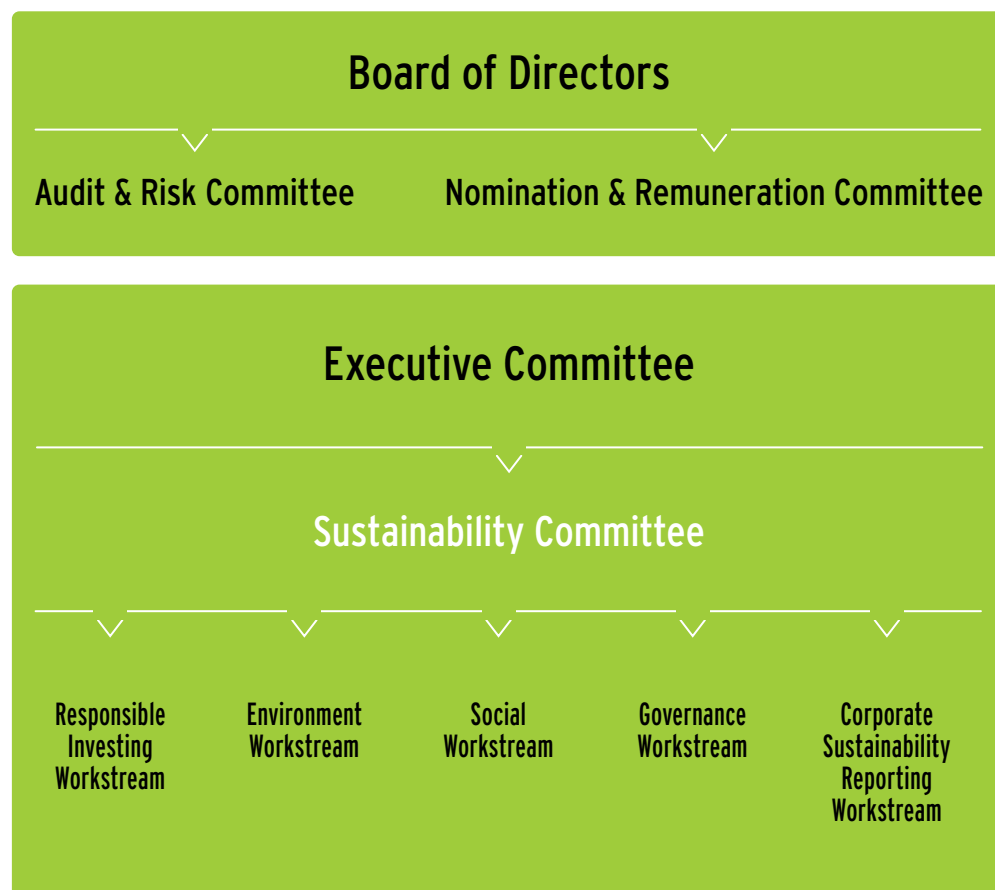 Board of Directors
Audit & Risk Committee
Nomination & Remuneration Committee
Executive Committee
Sustainability Committee
Responsible
Investing
Workstream
Environment
Workstream
Social
Workstream
Governance
Workstream
Corporate
Sustainability
Reporting
Workstream